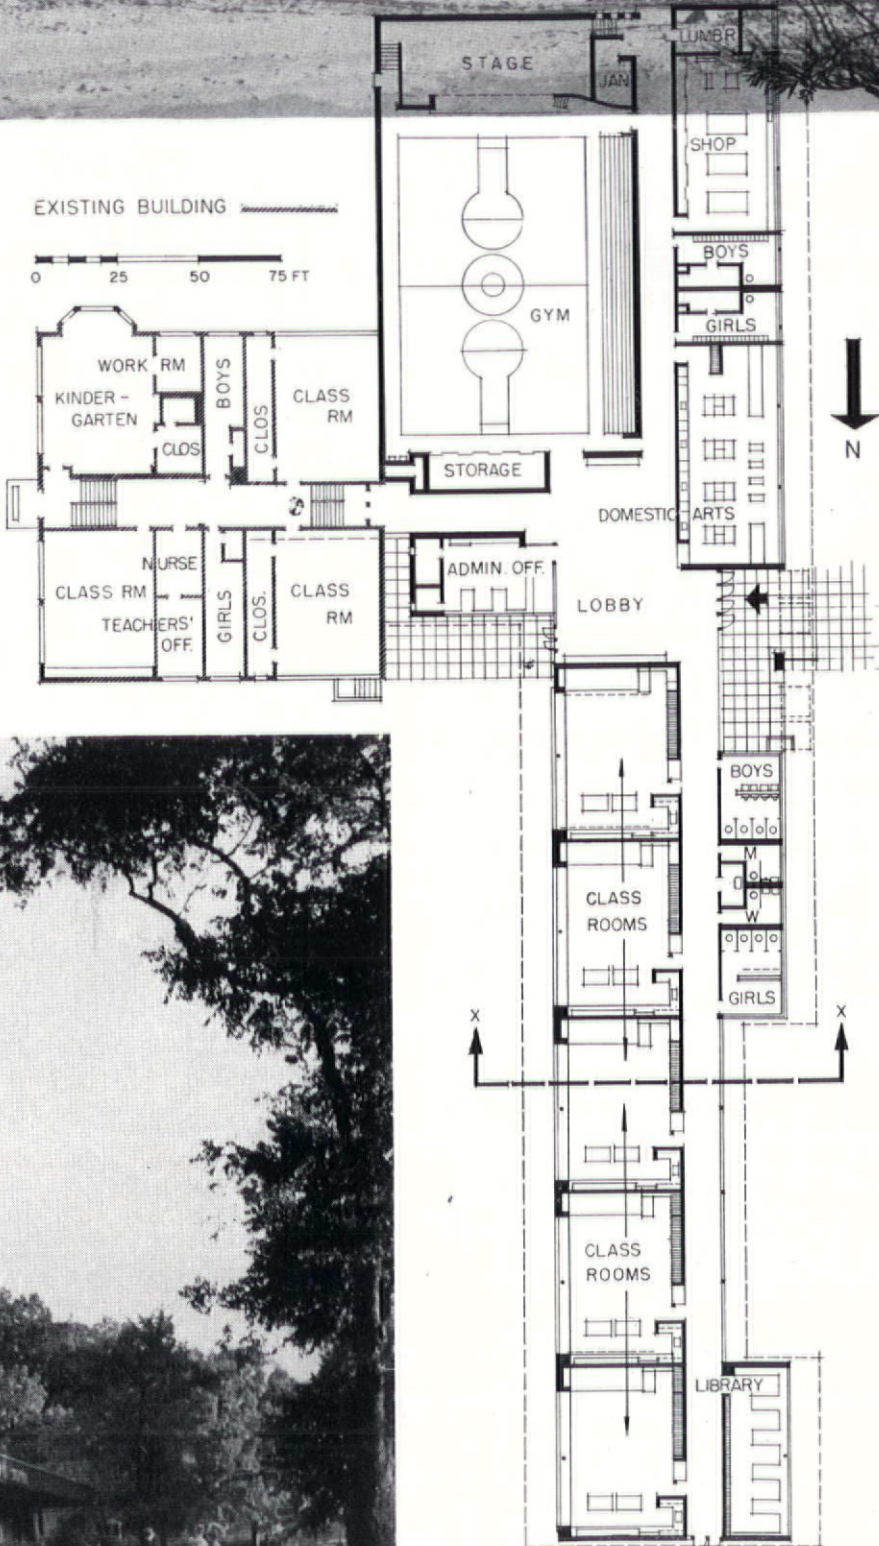 STAGE
LUMB'R
JAN
SHOP
EXISTING BUILDING
0 25 50 75 FT
BOYS
GYM
GIRLS
WORK RM
KINDER-
GARTEN
BOYS
CLOS
CLASS
RM
CLOS
N
STORAGE
DOMESTIC ARTS
NURSE
ADMIN. OFF.
CLASS RM
GIRLS
CLOS.
CLASS
RM
LOBBY
TEACHERS'
OFF.
BOYS
M
CLASS
ROOMS
W
GIRLS
X X
CLASS
ROOMS
LIBRARY